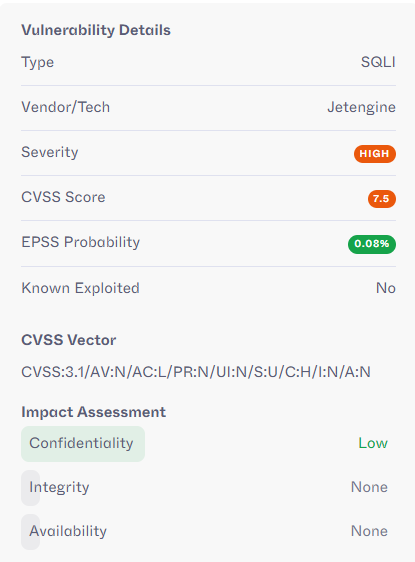 Vulnerability Details
Type SQLI
Vendor/Tech Jetengine
Severity HIGH
CVSS Score 7.5
EPSS Probability 0.08%
Known Exploited No
CVSS Vector
CVSS:3.1/AV:N/AC:L/PR:N/UI:N/S:U/C:H/I:N/A:N
Impact Assessment
Confidentiality Low
Integrity None
Availability None